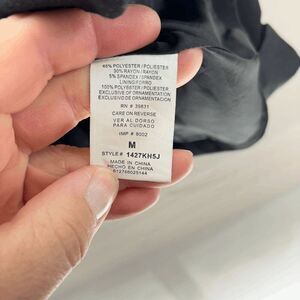 65% POLYESTER / POLIESTER
30% RAYON / RAYON
5% SPANDEX / SPANDEX
LINING/FORRO
100% POLYESTER / POLIESTER
EXCLUSIVE OF ORNAMENTATION
EXCLUSIVO DE ORNAMENTACION
RN # 39831
CARE ON REVERSE
VER AL DORSO
PARA CUIDADO
IMP # 8002
M
STYLE # 1427KH5J
MADE IN CHINA
HECHO EN CHINA